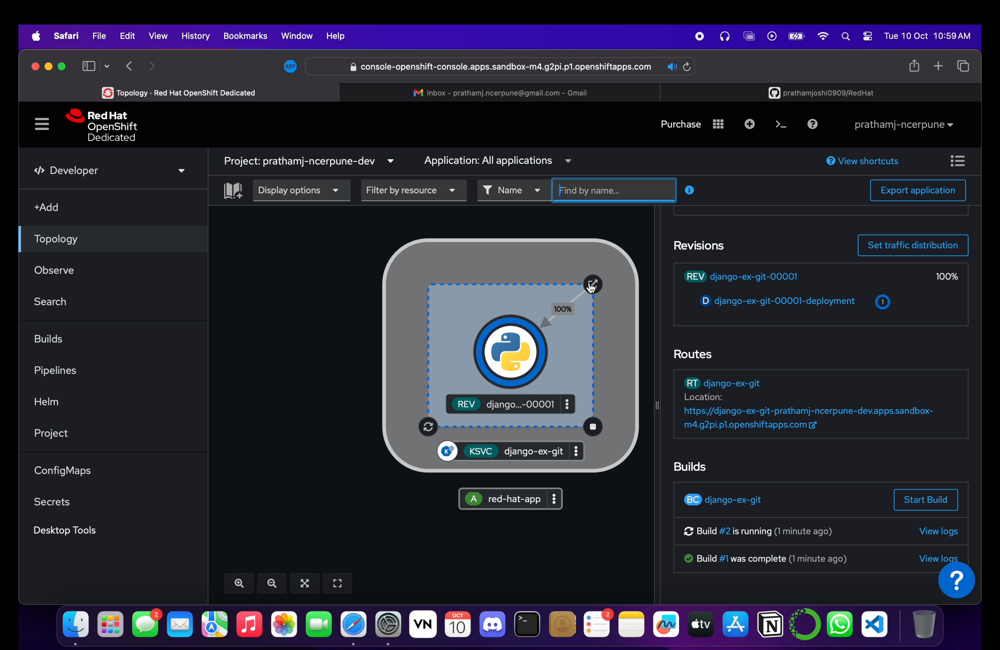 Safari File Edit View History Bookmarks Window Help Tue 10 Oct 10:59 AM
ABP console-openshift-console.apps.sandbox-m4.g2pi.p1.openshiftapps.com
Topology · Red Hat OpenShift Dedicated Inbox - prathamj.ncerpune@gmail.com - Gmail prathamjoshi0909/RedHat
Red Hat
OpenShift
Dedicated
Purchase prathamj-ncerpune
Developer
Project: prathamj-ncerpune-dev Application: All applications View shortcuts
Display options Filter by resource Name Find by name... Export application
+Add
Topology
Observe
Search
Builds
Pipelines
Helm
Project
ConfigMaps
Secrets
Desktop Tools
100%
REV django...-00001
KSVC django-ex-git
A red-hat-app
Revisions Set traffic distribution
REV django-ex-git-00001 100%
D django-ex-git-00001-deployment 1
Routes
RT django-ex-git
Location:
https://django-ex-git-prathamj-ncerpune-dev.apps.sandbox-
m4.g2pi.p1.openshiftapps.com
Builds
BC django-ex-git Start Build
Build #2 is running (1 minute ago) View logs
Build #1 was complete (1 minute ago) View logs
?
2 VN OCT 10 2 tv